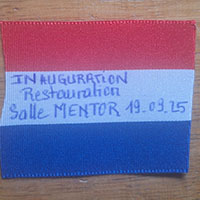 INAUGURATION
Restauration
Salle MENTOR 19.09.25